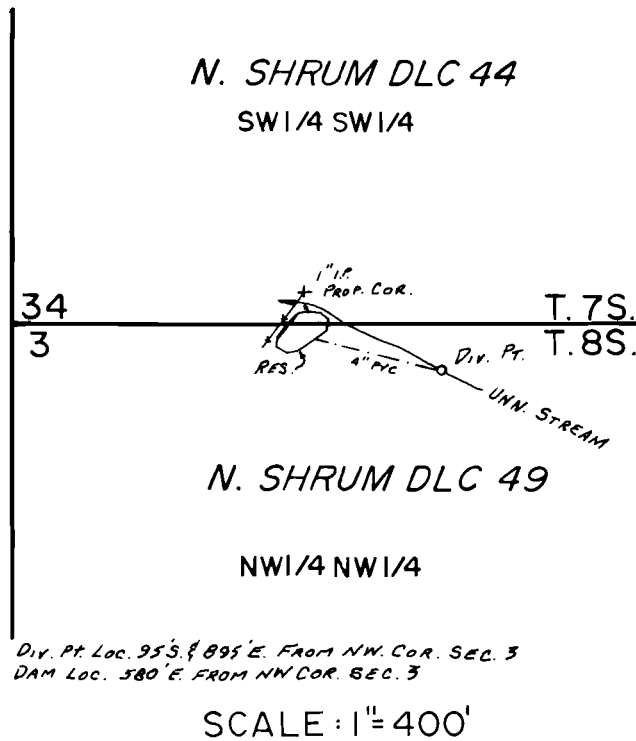 N. SHRUM DLC 44
SW1/4 SW1/4
1" I.P.
PROP. COR.
34
T. 7S.
3
T. 8S.
RES.
4" PVC
DIV. PT.
UNN. STREAM
N. SHRUM DLC 49
NW1/4 NW1/4
DIV. PT. LOC. 95'S. & 895'E. FROM NW. COR. SEC. 3
DAM LOC. 580'E. FROM NW COR. SEC. 3
SCALE : 1"= 400'